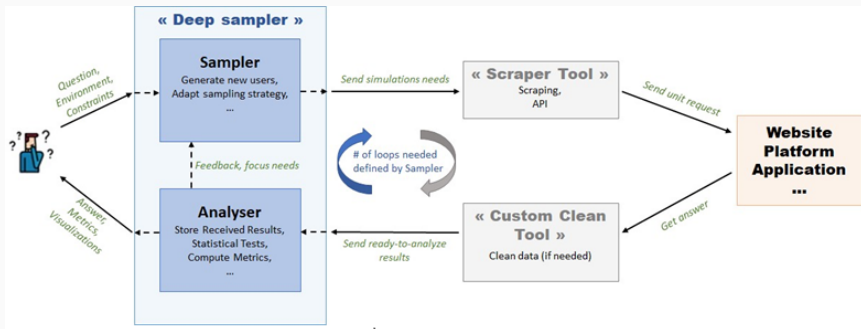 « Deep sampler »
Sampler
Generate new users,
Adapt sampling strategy,
...
Question,
Environment,
Constraints
Send simulations needs
« Scraper Tool »
Scraping,
API
Send unit request
Website
Platform
Application
...
? ? ? ?
Feedback, focus needs
# of loops needed
defined by Sampler
Analyser
Store Received Results,
Statistical Tests,
Compute Metrics,
...
Answer,
Metrics,
Visualizations
Send ready-to-analyze
results
« Custom Clean
Tool »
Clean data (if needed)
Get answer